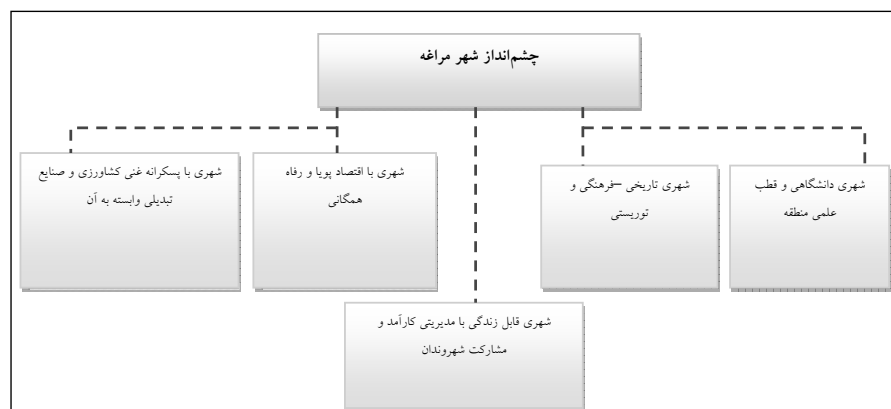 چشم‌انداز شهر مراغه
شهری دانشگاهی و قطب
علمی منطقه
شهری تاریخی –فرهنگی و
توریستی
شهری با اقتصاد پویا و رفاه
همگانی
شهری با پسکرانه غنی کشاورزی و صنایع
تبدیلی وابسته به آن
شهری قابل زندگی با مدیریتی کارآمد و
مشارکت شهروندان